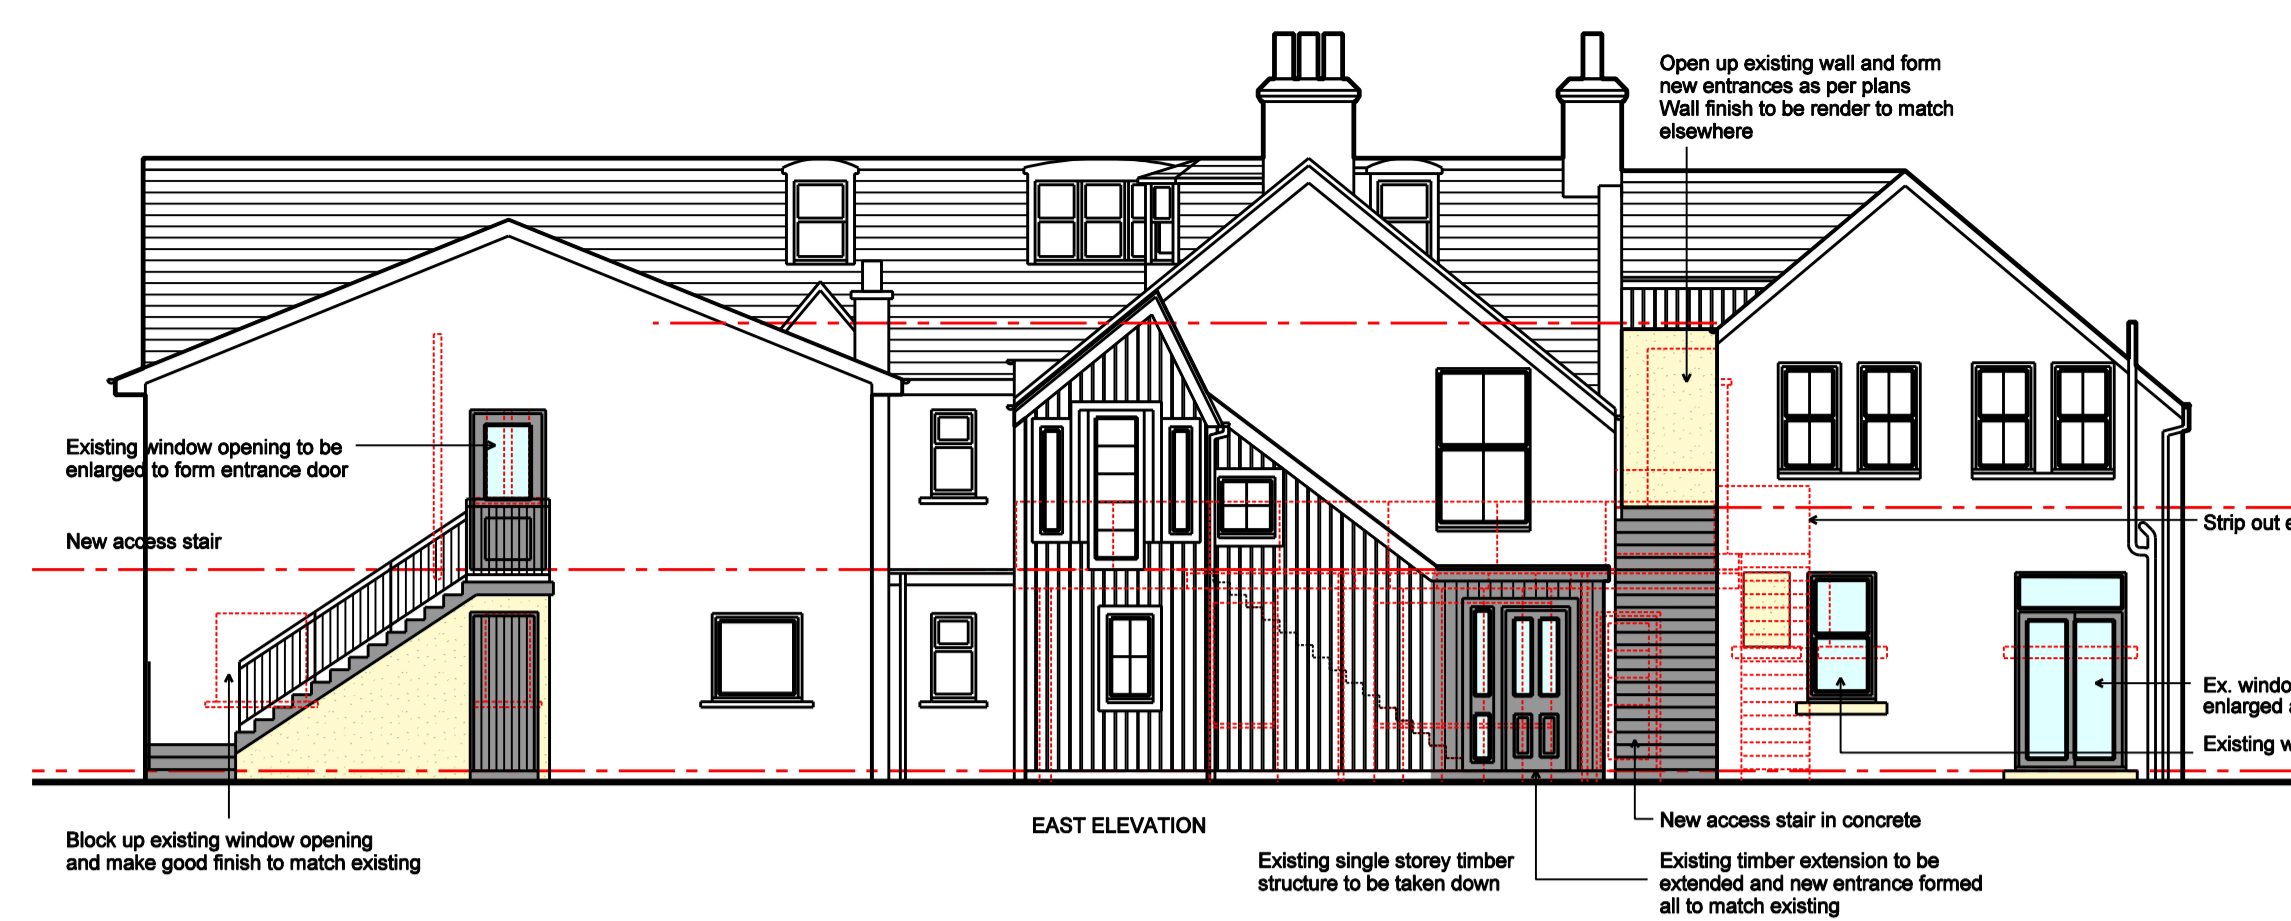 Open up existing wall and form
new entrances as per plans
Wall finish to be render to match
elsewhere
Existing window opening to be
enlarged to form entrance door
New access stair
Strip out e
Ex. windo
enlarged a
Existing w
Block up existing window opening
and make good finish to match existing
EAST ELEVATION
Existing single storey timber
structure to be taken down
New access stair in concrete
Existing timber extension to be
extended and new entrance formed
all to match existing